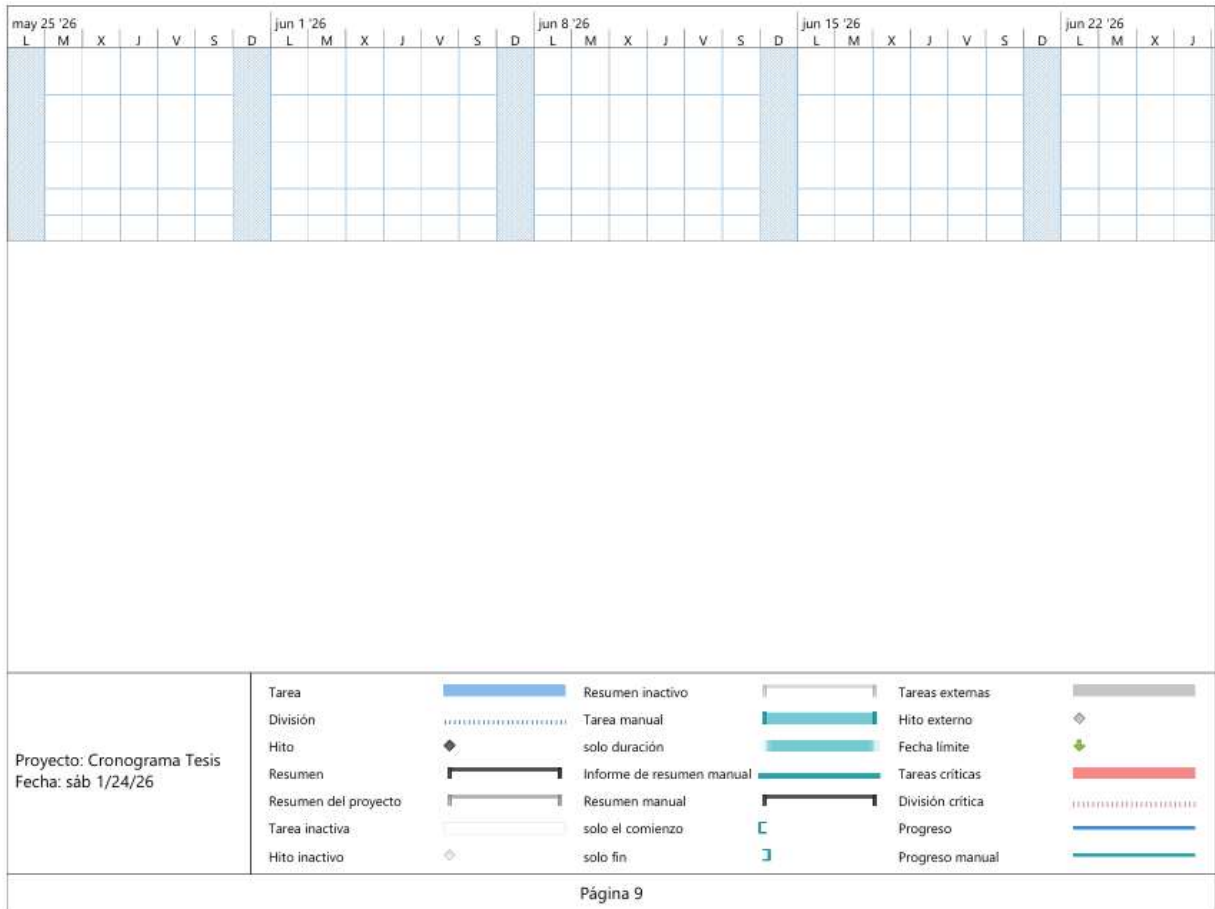 may 25 '26 jun 1 '26 jun 8 '26 jun 15 '26 jun 22 '26
L M X J V S D L M X J V S D L M X J V S D L M X J V S D L M X J
Proyecto: Cronograma Tesis
Fecha: sáb 1/24/26
Tarea Resumen inactivo Tareas externas
División Tarea manual Hito externo
Hito solo duración Fecha límite
Resumen Informe de resumen manual Tareas críticas
Resumen del proyecto Resumen manual División crítica
Tarea inactiva solo el comienzo Progreso
Hito inactivo solo fin Progreso manual
Página 9